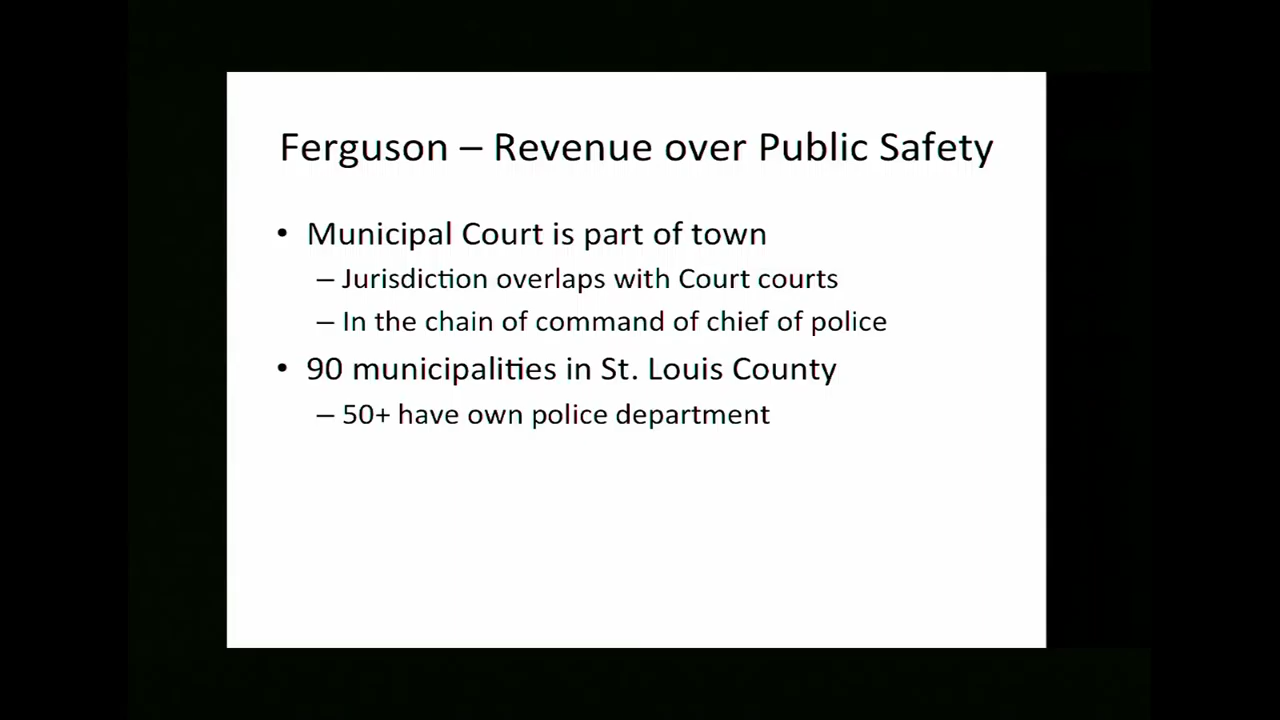 Ferguson – Revenue over Public Safety
• Municipal Court is part of town
– Jurisdiction overlaps with Court courts
– In the chain of command of chief of police
• 90 municipalities in St. Louis County
– 50+ have own police department